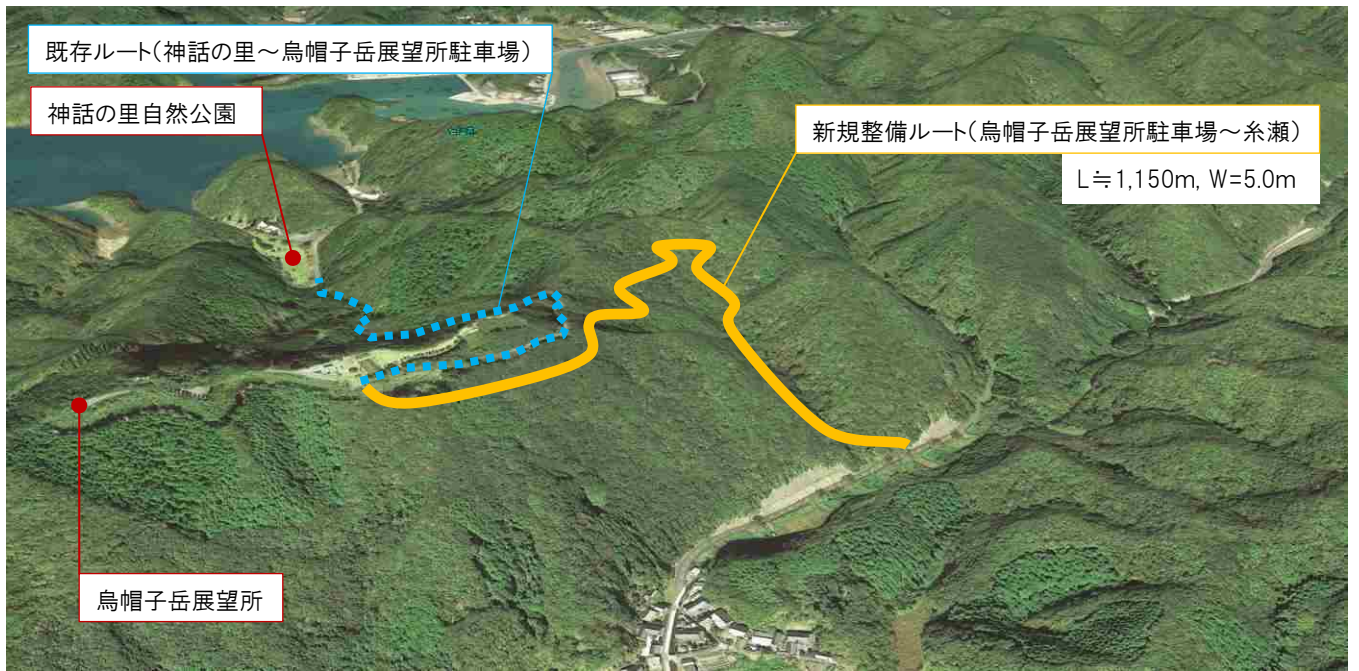 既存ルート(神話の里～烏帽子岳展望所駐車場)
神話の里自然公園
新規整備ルート(烏帽子岳展望所駐車場～糸瀬)
L≒1,150m, W=5.0m
烏帽子岳展望所